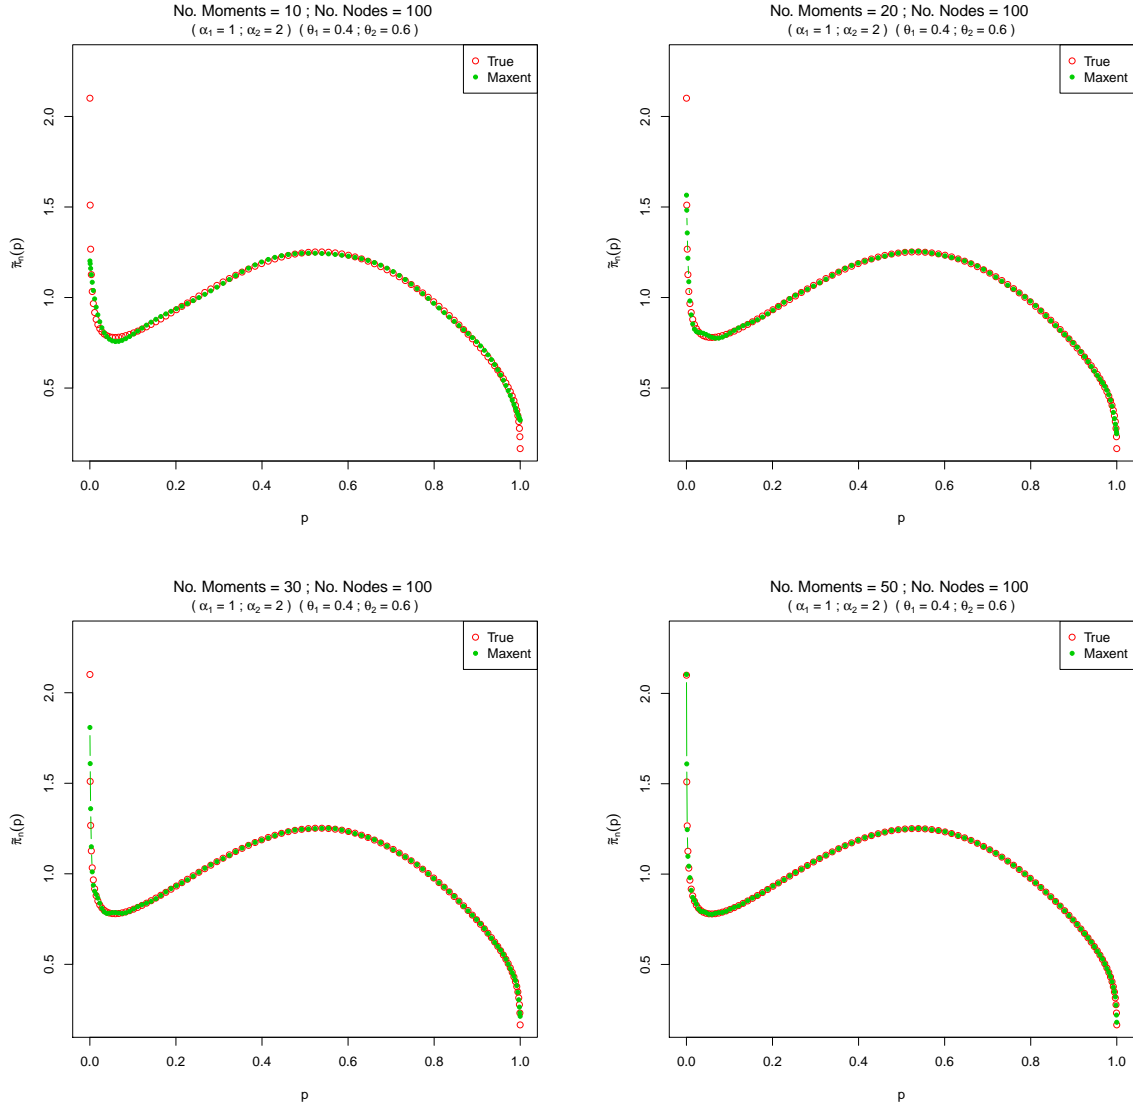 No. Moments = 10 ; No. Nodes = 100
( α₁ = 1 ; α₂ = 2 ) ( θ₁ = 0.4 ; θ₂ = 0.6 )
True
Maxent
2.0
1.5
1.0
0.5
π̃ₙ(p)
0.0 0.2 0.4 0.6 0.8 1.0
p
No. Moments = 20 ; No. Nodes = 100
( α₁ = 1 ; α₂ = 2 ) ( θ₁ = 0.4 ; θ₂ = 0.6 )
True
Maxent
2.0
1.5
1.0
0.5
π̃ₙ(p)
0.0 0.2 0.4 0.6 0.8 1.0
p
No. Moments = 30 ; No. Nodes = 100
( α₁ = 1 ; α₂ = 2 ) ( θ₁ = 0.4 ; θ₂ = 0.6 )
True
Maxent
2.0
1.5
1.0
0.5
π̃ₙ(p)
0.0 0.2 0.4 0.6 0.8 1.0
p
No. Moments = 50 ; No. Nodes = 100
( α₁ = 1 ; α₂ = 2 ) ( θ₁ = 0.4 ; θ₂ = 0.6 )
True
Maxent
2.0
1.5
1.0
0.5
π̃ₙ(p)
0.0 0.2 0.4 0.6 0.8 1.0
p